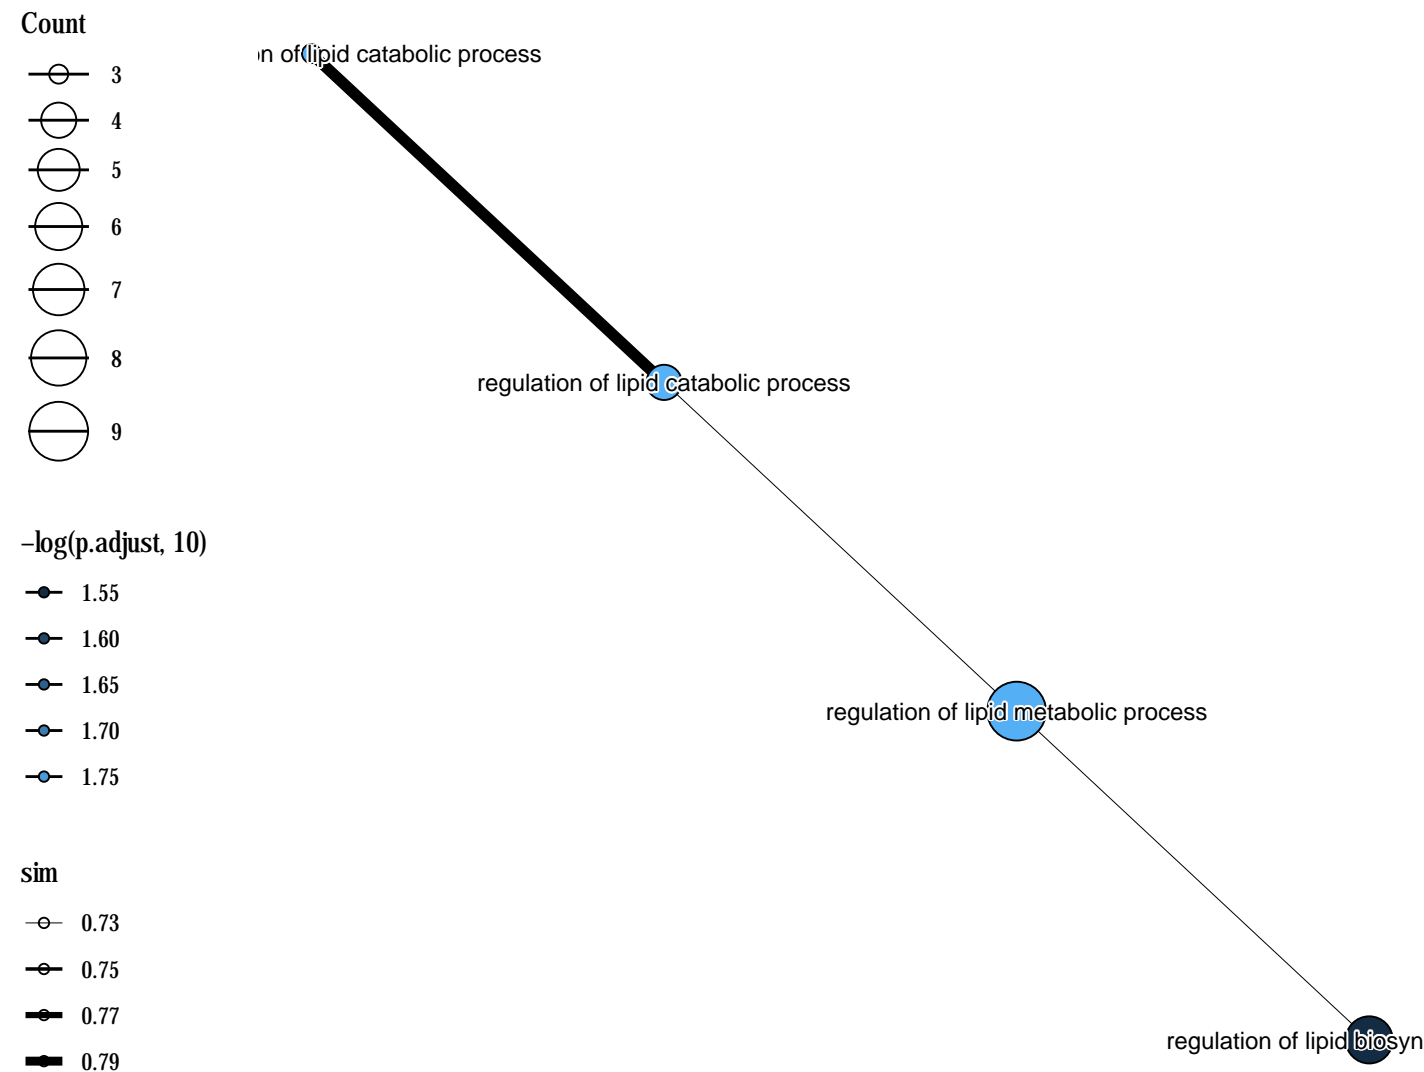 Count
3
4
5
6
7
8
9
–log(p.adjust, 10)
1.55
1.60
1.65
1.70
1.75
sim
0.73
0.75
0.77
0.79
n of lipid catabolic process
regulation of lipid catabolic process
regulation of lipid metabolic process
regulation of lipid biosyn